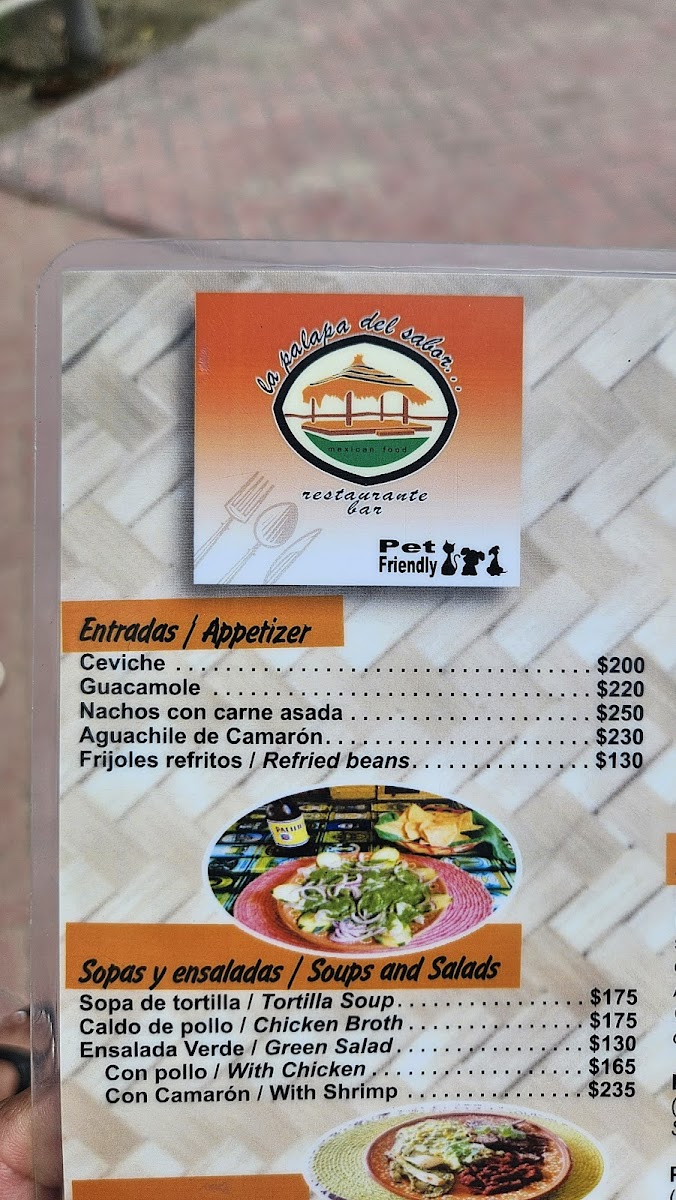 la palapa del sabor...
mexican food
restaurante
bar
Pet
Friendly
Entradas / Appetizer
Ceviche ........................................ $200
Guacamole ..................................... $220
Nachos con carne asada ....................... $250
Aguachile de Camarón......................... $230
Frijoles refritos / Refried beans................ $130
Sopas y ensaladas / Soups and Salads
Sopa de tortilla / Tortilla Soup................ $175
Caldo de pollo / Chicken Broth ............... $175
Ensalada Verde / Green Salad................ $130
Con pollo / With Chicken .................... $165
Con Camarón / With Shrimp ................ $235